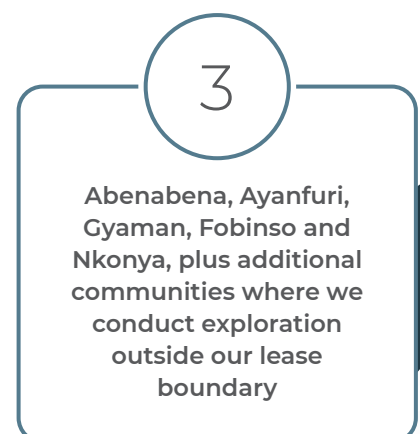 3
Abenabena, Ayanfuri,
Gyaman, Fobinso and
Nkonya, plus additional
communities where we
conduct exploration
outside our lease
boundary